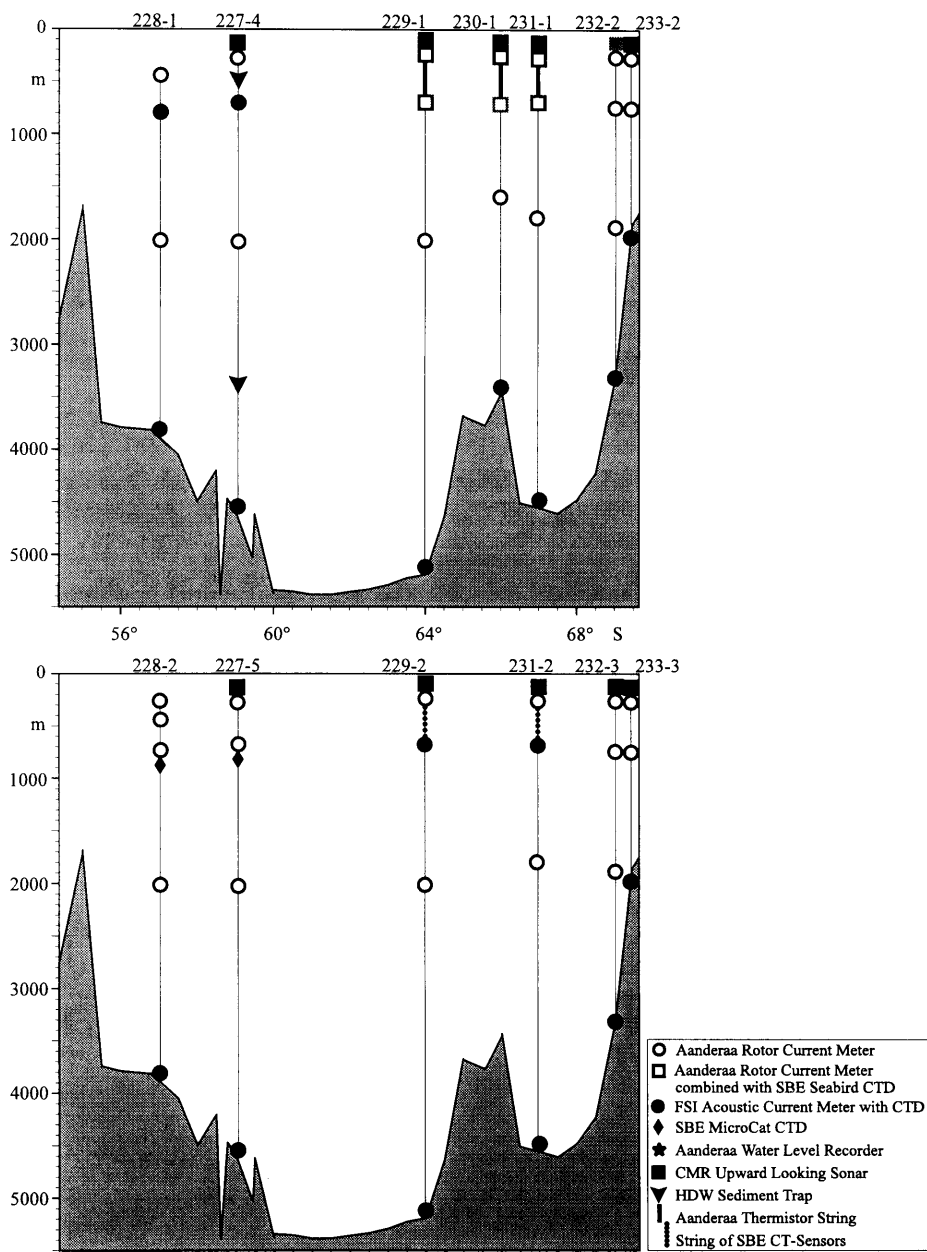 228-1 227-4 229-1 230-1 231-1 232-2 233-2
0
m
1000
2000
3000
4000
5000
56° 60° 64° 68° S
228-2 227-5 229-2 231-2 232-3 233-3
0
m
1000
2000
3000
4000
5000
Aanderaa Rotor Current Meter
Aanderaa Rotor Current Meter
combined with SBE Seabird CTD
FSI Acoustic Current Meter with CTD
SBE MicroCat CTD
Aanderaa Water Level Recorder
CMR Upward Looking Sonar
HDW Sediment Trap
Aanderaa Thermistor String
String of SBE CT-Sensors